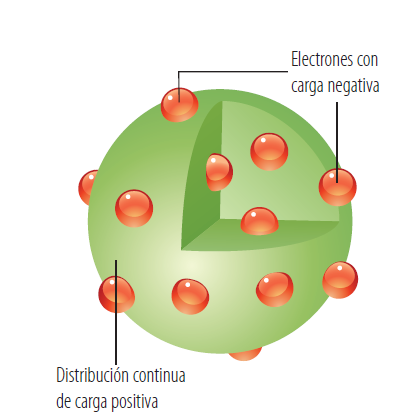 Electrones con
carga negativa
Distribución continua
de carga positiva